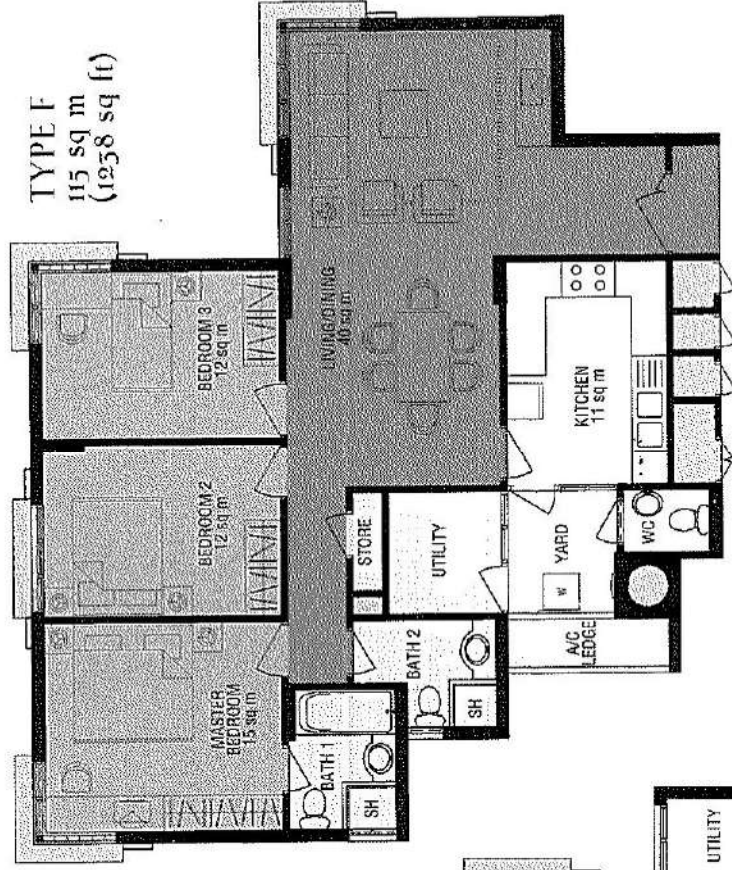 TYPE F
115 sq m
(1238 sq ft)
BEDROOM 3
12 sq m
BEDROOM 2
12 sq m
MASTER
BEDROOM
15 sq m
LIVING/DINING
40 sq m
KITCHEN
11 sq m
STORE
UTILITY
YARD
W
WC
BATH 2
SH
A/C
LEDGE
BATH 1
SH
UTILITY